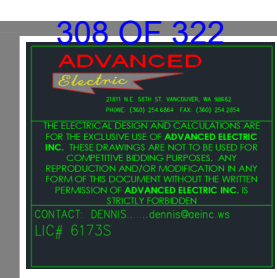 308 OF 322
ADVANCED
Electric
21811 N.E. 58TH ST. VANCOUVER, WA 98682
PHONE: (360) 254.6864 FAX: (360) 254.2854
THE ELECTRICAL DESIGN AND CALCULATIONS ARE
FOR THE EXCLUSIVE USE OF ADVANCED ELECTRIC
INC. THESE DRAWINGS ARE NOT TO BE USED FOR
COMPETITIVE BIDDING PURPOSES. ANY
REPRODUCTION AND/OR MODIFICATION IN ANY
FORM OF THIS DOCUMENT WITHOUT THE WRITTEN
PERMISSION OF ADVANCED ELECTRIC INC. IS
STRICTLY FORBIDDEN
CONTACT: DENNIS......dennis@aeinc.ws
LIC# 6173S